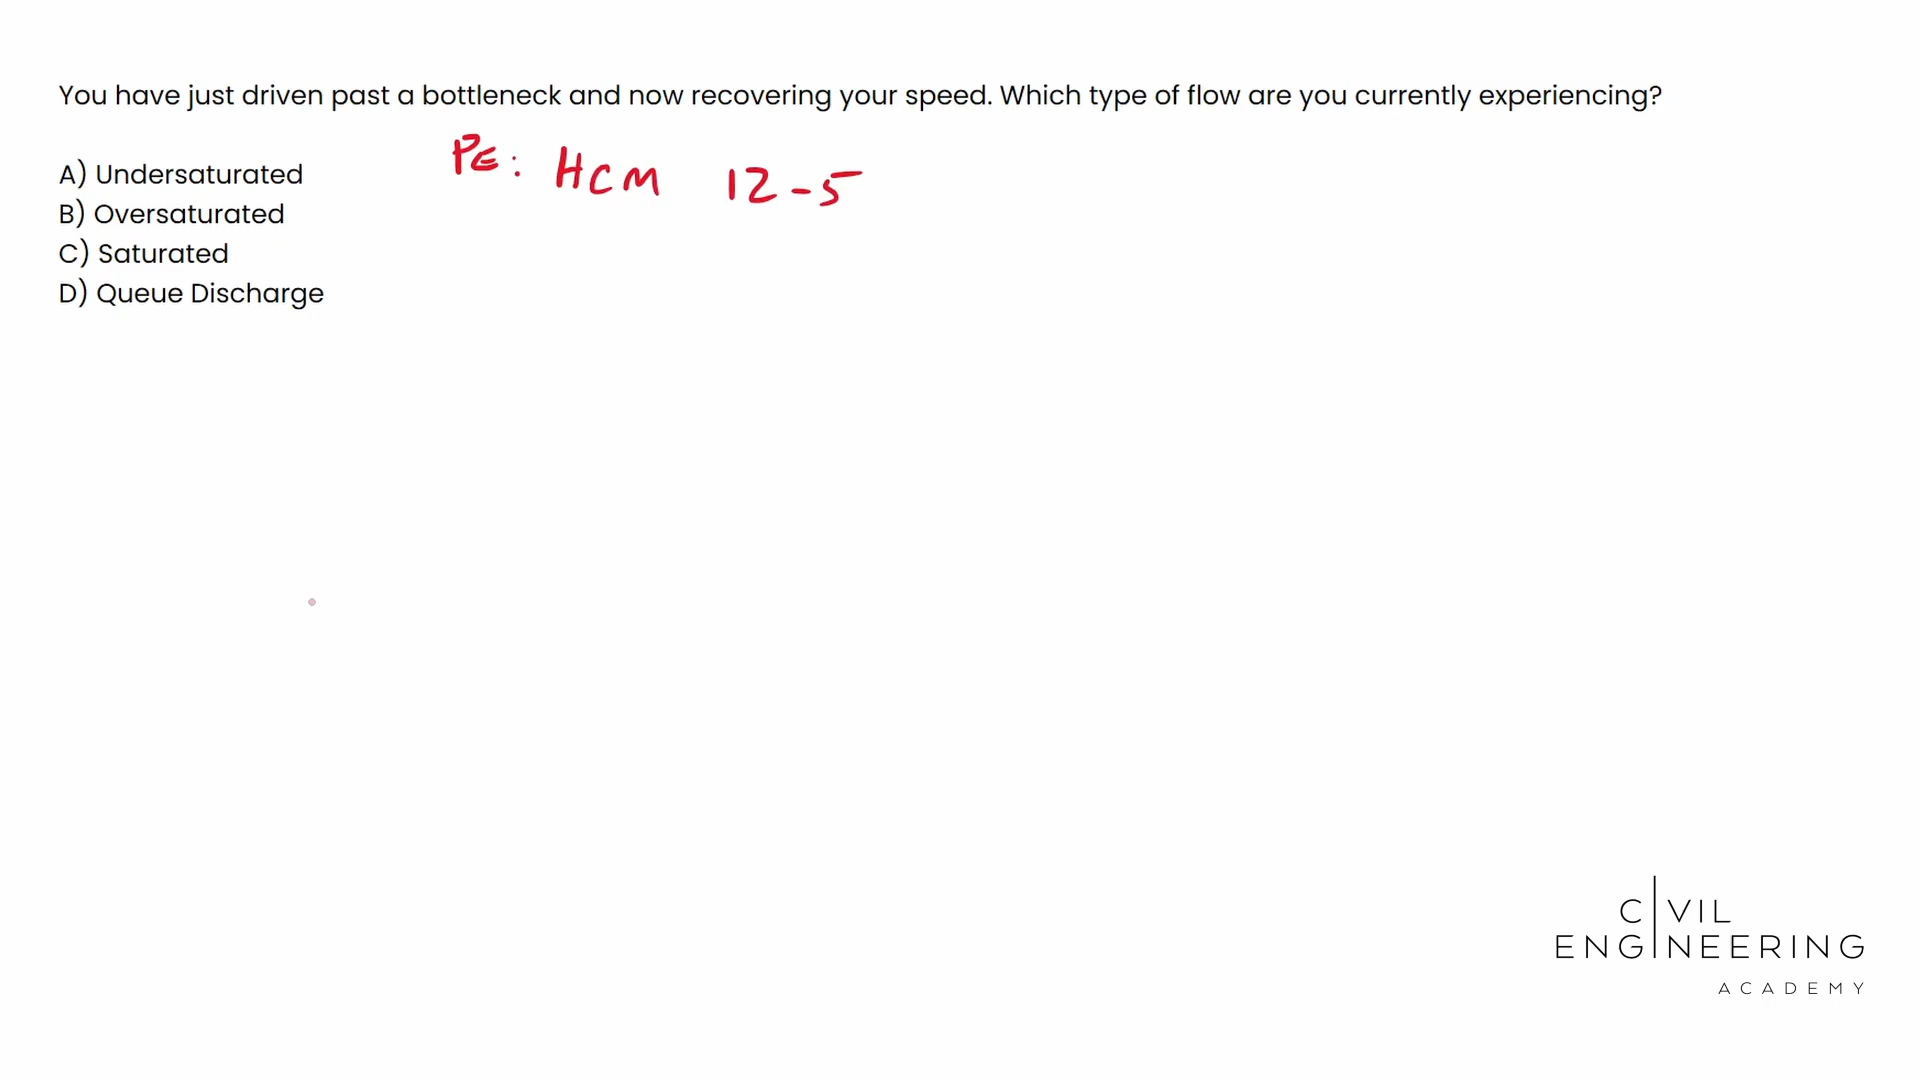 You have just driven past a bottleneck and now recovering your speed. Which type of flow are you currently experiencing?
PE: HCM 12-5
A) Undersaturated
B) Oversaturated
C) Saturated
D) Queue Discharge
CIVIL
ENGINEERING
ACADEMY